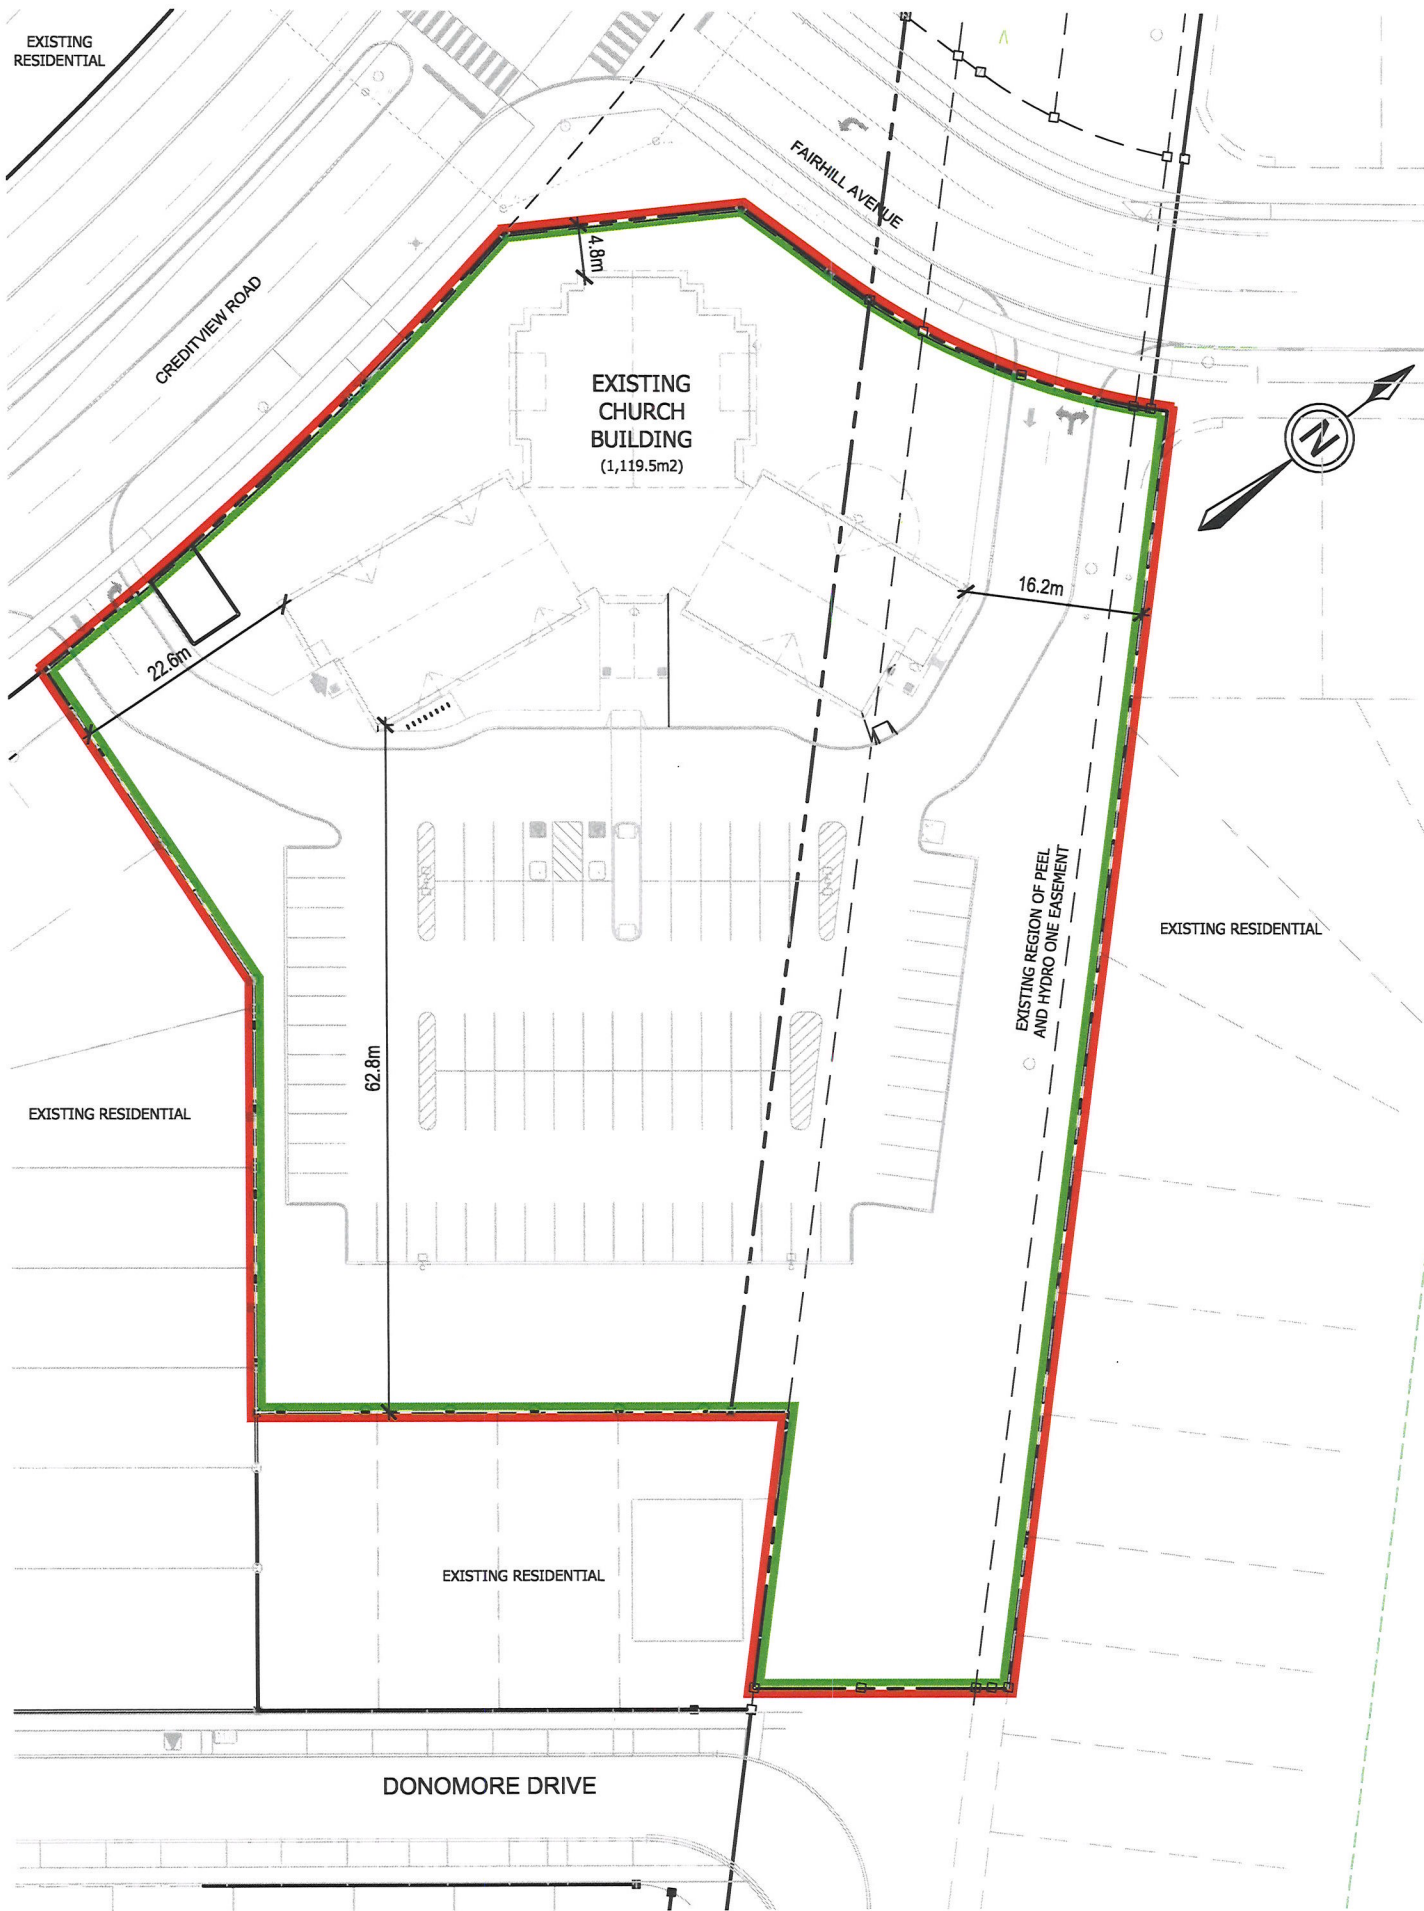 EXISTING
RESIDENTIAL
FAIRHILL AVENUE
4.8m
CREDITVIEW ROAD
EXISTING
CHURCH
BUILDING
(1,119.5m2)
N
16.2m
22.6m
EXISTING REGION OF PEEL
AND HYDRO ONE EASEMENT
EXISTING RESIDENTIAL
62.8m
EXISTING RESIDENTIAL
EXISTING RESIDENTIAL
DONOMORE DRIVE